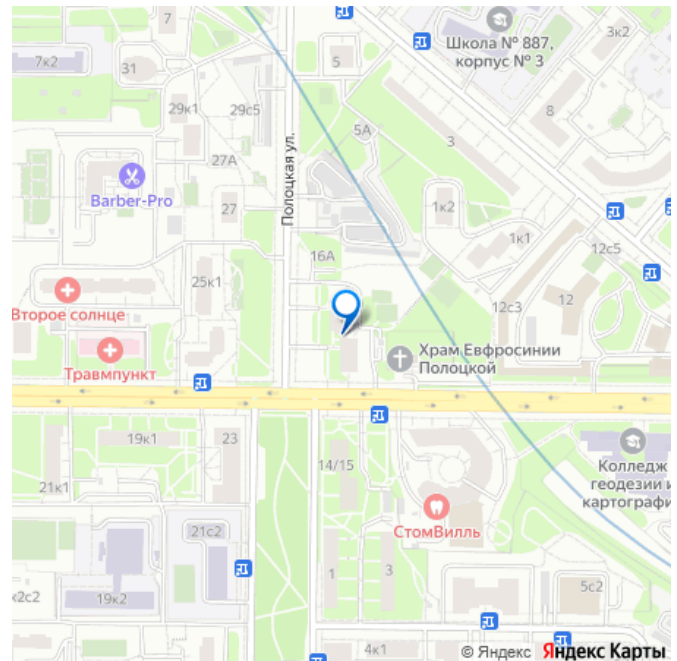 7
Школа № 887,
корпус № 3
3к2
7к2
31
5
29к1
29с5
5А
3
8
Полоцкая ул.
27А
Barber-Pro
27
1к2
16А
1к1
12с5
25к1
12с3
12
Второе солнце
Храм Евфросинии
Полоцкой
Травмпункт
19к1
23
14/15
Колледж
геодезии и
картографи
21к1
СтомВилль
21с2
1
3
5с2
к2с2
19к2
4к1
© Яндекс Яндекс Карты